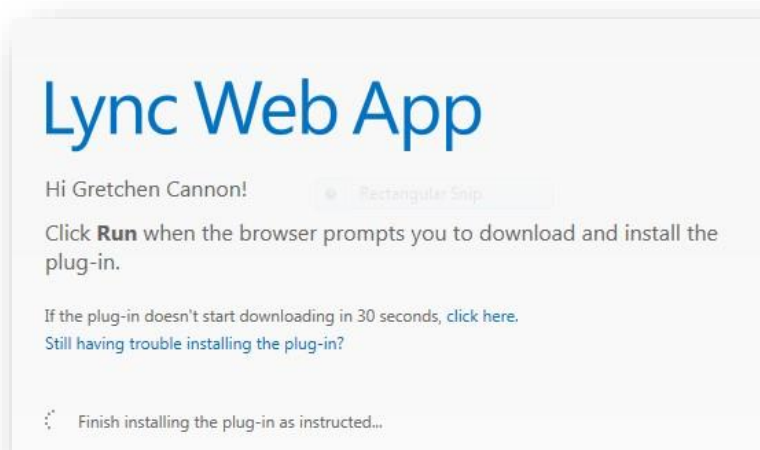 Lync Web App
Hi Gretchen Cannon!
Rectangular Snip
Click Run when the browser prompts you to download and install the
plug-in.
If the plug-in doesn't start downloading in 30 seconds, click here.
Still having trouble installing the plug-in?
Finish installing the plug-in as instructed...